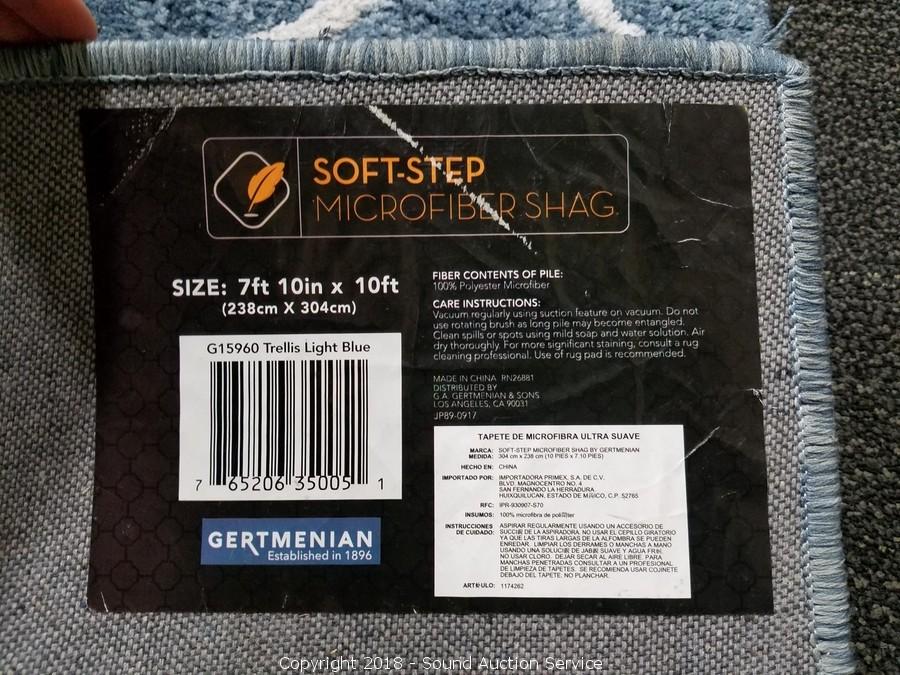 SOFT-STEP
MICROFIBER SHAG
SIZE: 7ft 10in x 10ft
(238cm X 304cm)
G15960 Trellis Light Blue
7 65206 35005 1
GERTMENIAN
Established in 1896
FIBER CONTENTS OF PILE:
100% Polyester Microfiber
CARE INSTRUCTIONS:
Vacuum regularly using suction feature on vacuum. Do not
use rotating brush as long pile may become entangled.
Clean spills or spots using mild soap and water solution. Air
dry thoroughly. For more significant staining, consult a rug
cleaning professional. Use of rug pad is recommended.
MADE IN CHINA RN26881
DISTRIBUTED BY
G.A. GERTMENIAN & SONS
LOS ANGELES, CA 90031
JP89-0917
TAPETE DE MICROFIBRA ULTRA SUAVE
MARCA: SOFT-STEP MICROFIBER SHAG BY GERTMENIAN
MEDIDA: 304 cm x 238 cm (10 PIES x 7.10 PIES)
HECHO EN: CHINA
IMPORTADO POR: IMPORTADORA PRIMEX, S.A. DE C.V.
BLVD. MAGNOCENTRO NO. 4
SAN FERNANDO LA HERRADURA
HUIXQUILUCAN, ESTADO DE C.P. 52765
RFC: IPR-930907-S70
INSUMOS: 100% microfibra de
INSTRUCCIONES DE CUIDADO: ASPIRAR REGULARMENTE USANDO UN ACCESORIO DE
DE LA ASPIRADORA. NO USAR EL CEPILLO GIRATORIO
YA QUE LAS TIRAS LARGAS DE LA ALFOMBRA SE PUEDEN
ENREDAR. LIMPIAR LOS DERRAMES O MANCHAS A MANO
USANDO UNA DE SUAVE Y AGUA
NO USAR CLORO. DEJAR SECAR AL AIRE LIBRE. PARA
MANCHAS PENETRADAS CONSULTAR A UN PROFESIONAL
DE LIMPIEZA DE TAPETES. SE RECOMIENDA USAR COJINETE
DEBAJO DEL TAPETE. NO PLANCHAR.
1174262
Copyright 2018 - Sound Auction Service